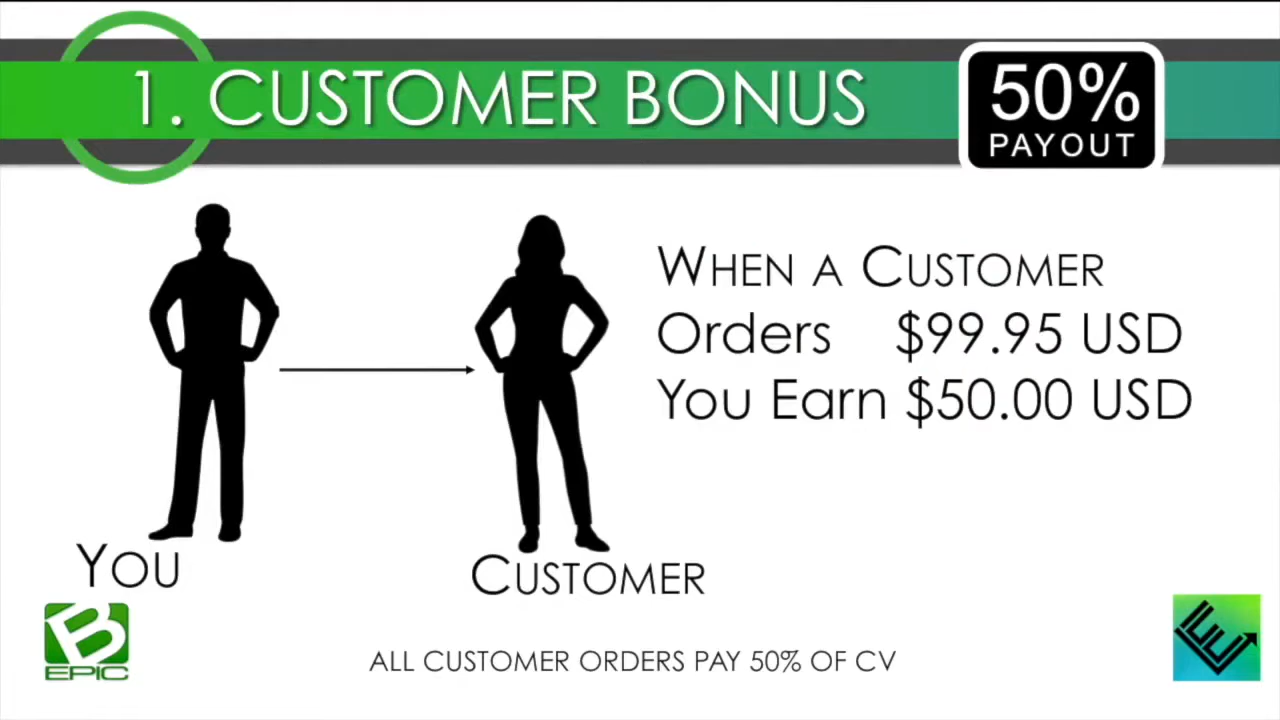 1. CUSTOMER BONUS
50%
PAYOUT
WHEN A CUSTOMER
Orders $99.95 USD
You Earn $50.00 USD
YOU
CUSTOMER
B
EPIC
ALL CUSTOMER ORDERS PAY 50% OF CV